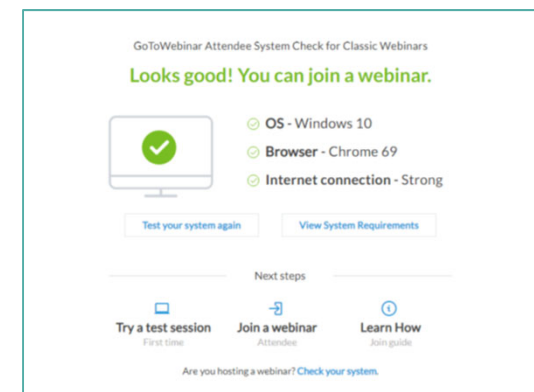 GoToWebinar Attendee System Check for Classic Webinars
Looks good! You can join a webinar.
OS - Windows 10
Browser - Chrome 69
Internet connection - Strong
Test your system again
View System Requirements
Next steps
Try a test session
First time
Join a webinar
Attendee
Learn How
Join guide
Are you hosting a webinar? Check your system.